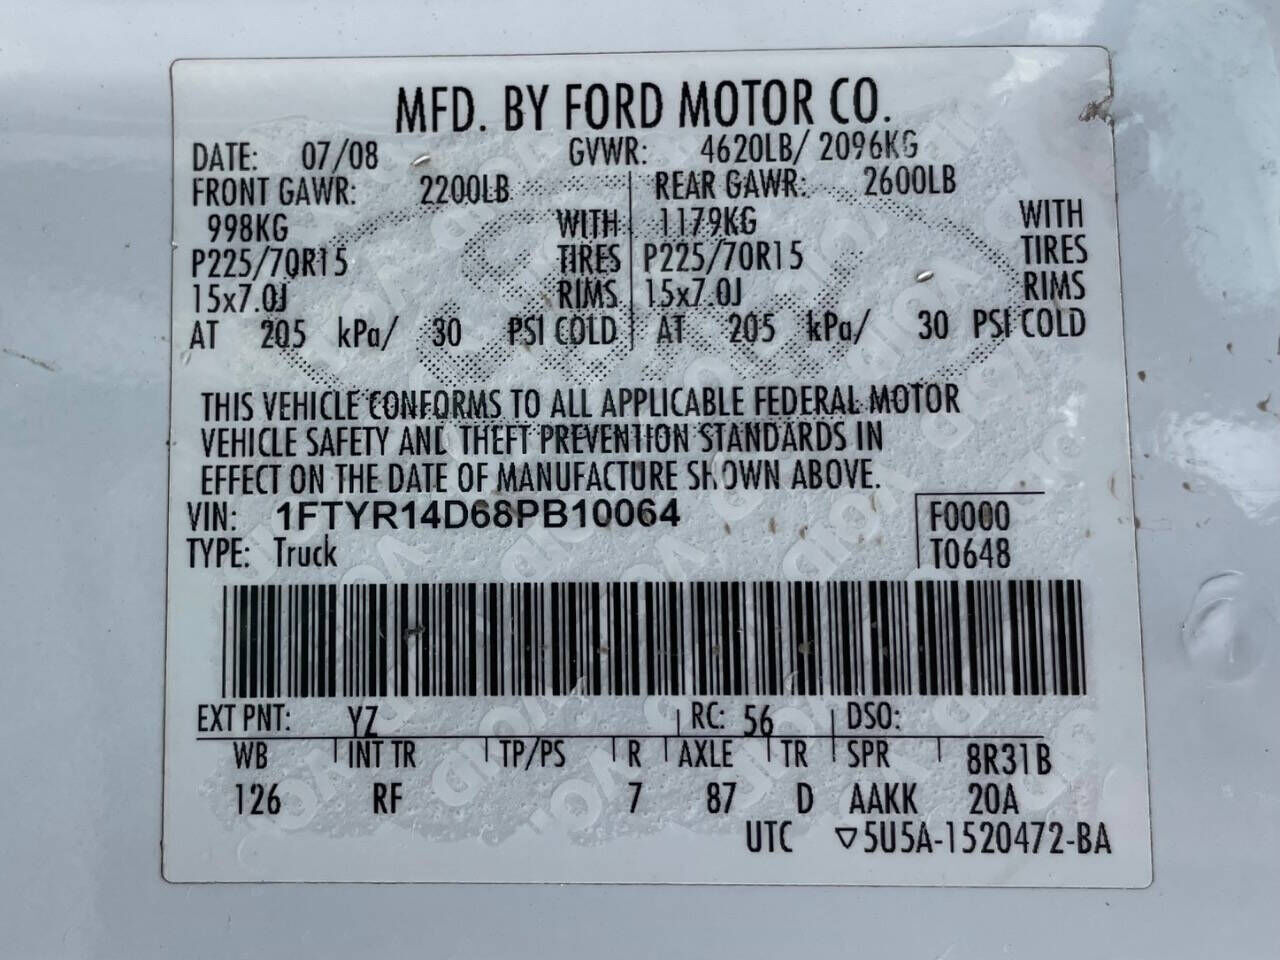 MFD. BY FORD MOTOR CO.
DATE: 07/08 GVWR: 4620LB/ 2096KG
FRONT GAWR: 2200LB REAR GAWR: 2600LB
998KG WITH 1179KG WITH
P225/70R15 TIRES P225/70R15 TIRES
15x7.0J RIMS 15x7.0J RIMS
AT 205 kPa/ 30 PSI COLD AT 205 kPa/ 30 PSI COLD
THIS VEHICLE CONFORMS TO ALL APPLICABLE FEDERAL MOTOR
VEHICLE SAFETY AND THEFT PREVENTION STANDARDS IN
EFFECT ON THE DATE OF MANUFACTURE SHOWN ABOVE.
VIN: 1FTYR14D68PB10064 F0000
TYPE: Truck T0648
EXT PNT: YZ RC: 56 DSO:
WB INT TR TP/PS R AXLE TR SPR 8R31B
126 RF 7 87 D AAKK 20A
UTC ▽5U5A-1520472-BA